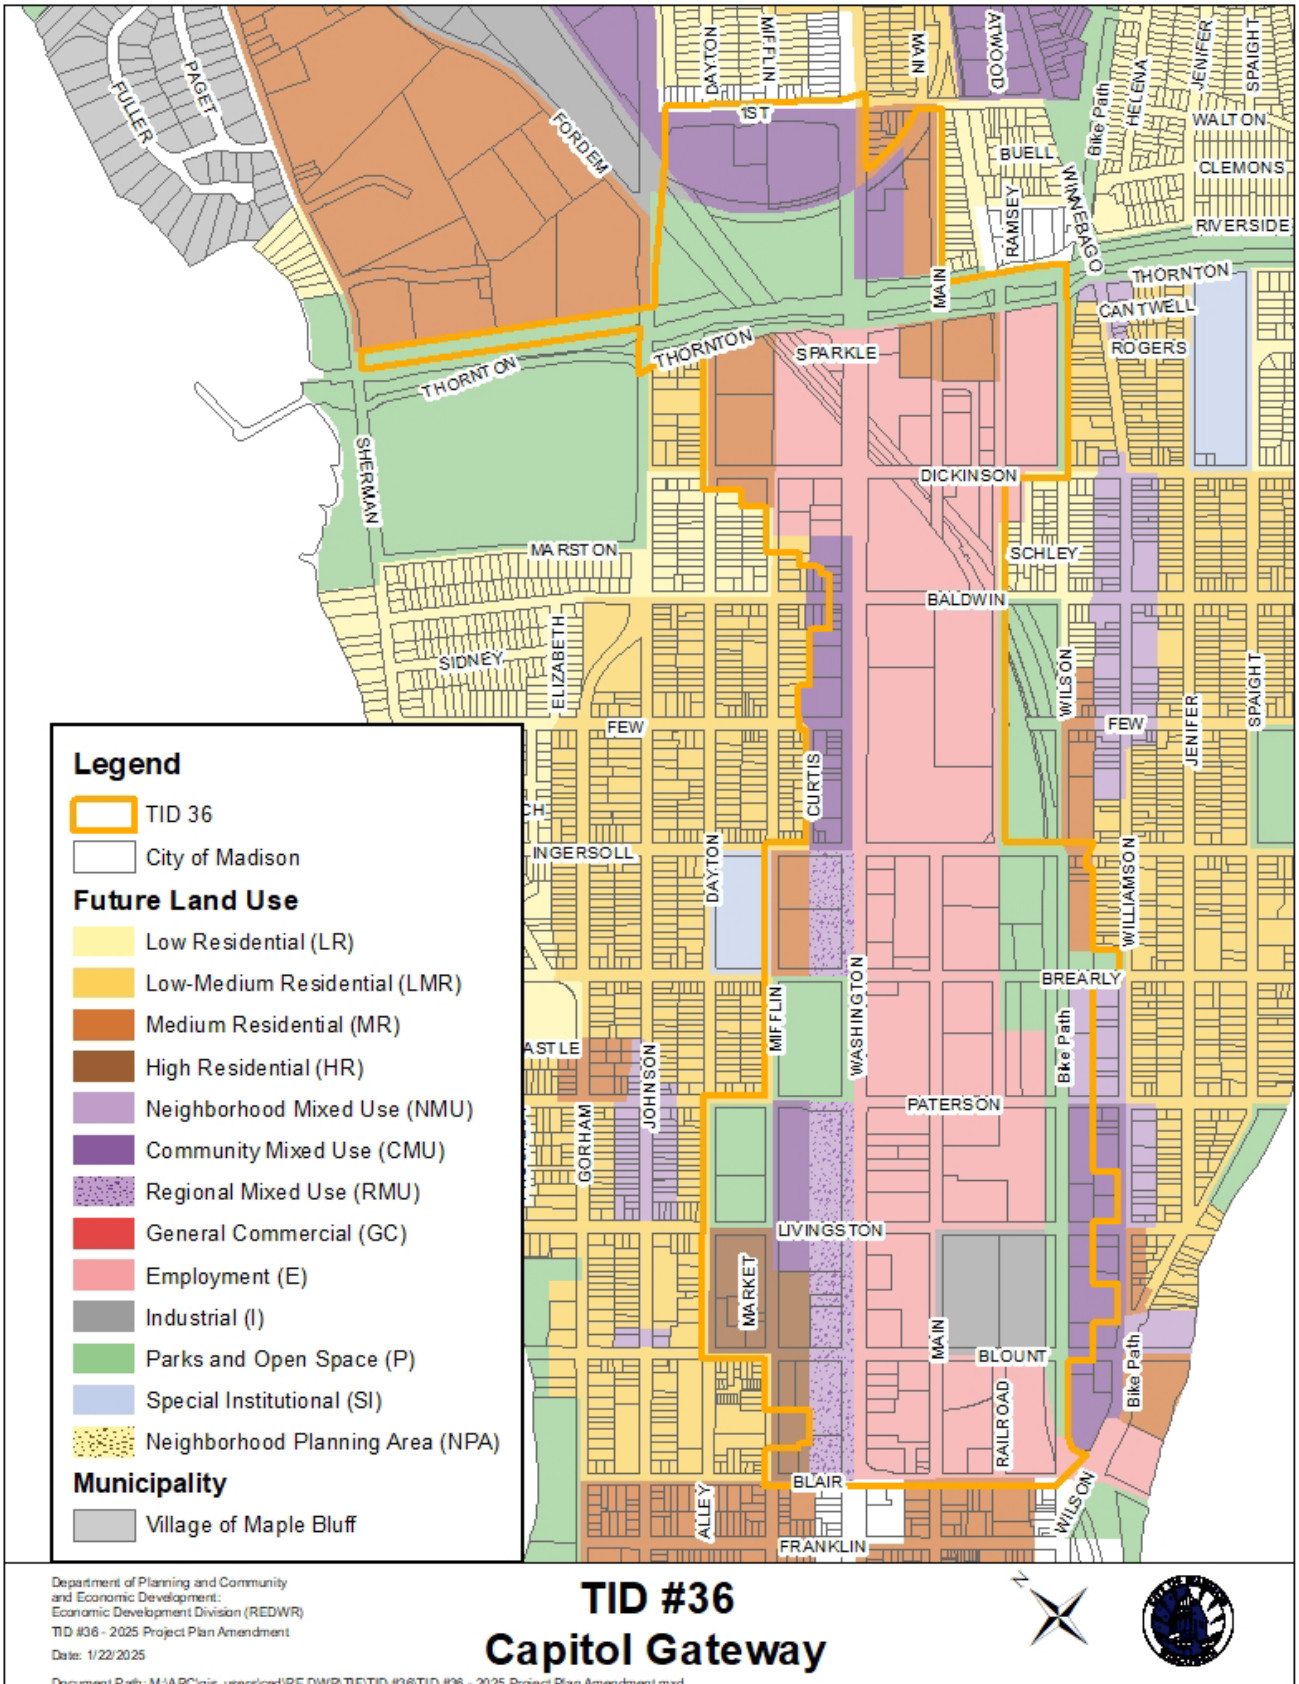 DAYTON
MIFFLIN
MAIN
ATWOOD
JENIFER
SPAIGHT
HELENA
Bike Path
PAGET
FULLER
FORDEM
1ST
WALTON
BUELL
CLEMONS
WINNEBAGO
RAMSEY
RIVERSIDE
MAIN
THORNTON
CANTWELL
ROGERS
THORNTON
SPARKLE
THORNTON
SHERMAN
DICKINSON
MARSTON
SCHLEY
BALDWIN
ELIZABETH
SIDNEY
WILSON
SPAIGHT
JENIFER
FEW
FEW
CURTIS
CH
INGERSOLL
DAYTON
WILLIAMSON
BREARLY
MIFFLIN
WASHINGTON
Bike Path
ASTLE
JOHNSON
PATERSON
GORHAM
LIVINGSTON
MARKET
MAIN
BLOUNT
Bike Path
RAILROAD
BLAIR
ALLEY
WILSON
FRANKLIN
Legend
TID 36
City of Madison
Future Land Use
Low Residential (LR)
Low-Medium Residential (LMR)
Medium Residential (MR)
High Residential (HR)
Neighborhood Mixed Use (NMU)
Community Mixed Use (CMU)
Regional Mixed Use (RMU)
General Commercial (GC)
Employment (E)
Industrial (I)
Parks and Open Space (P)
Special Institutional (SI)
Neighborhood Planning Area (NPA)
Municipality
Village of Maple Bluff
Department of Planning and Community
and Economic Development:
Economic Development Division (REDWR)
TID #36 - 2025 Project Plan Amendment
Date: 1/22/2025
TID #36
Capitol Gateway
N